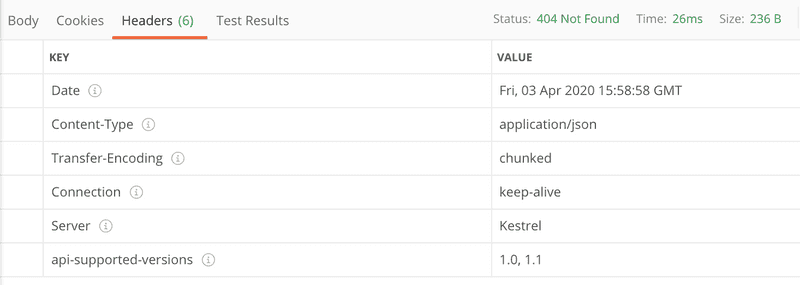 Body Cookies Headers (6) Test Results Status: 404 Not Found Time: 26ms Size: 236 B
KEY VALUE
Date Fri, 03 Apr 2020 15:58:58 GMT
Content-Type application/json
Transfer-Encoding chunked
Connection keep-alive
Server Kestrel
api-supported-versions 1.0, 1.1